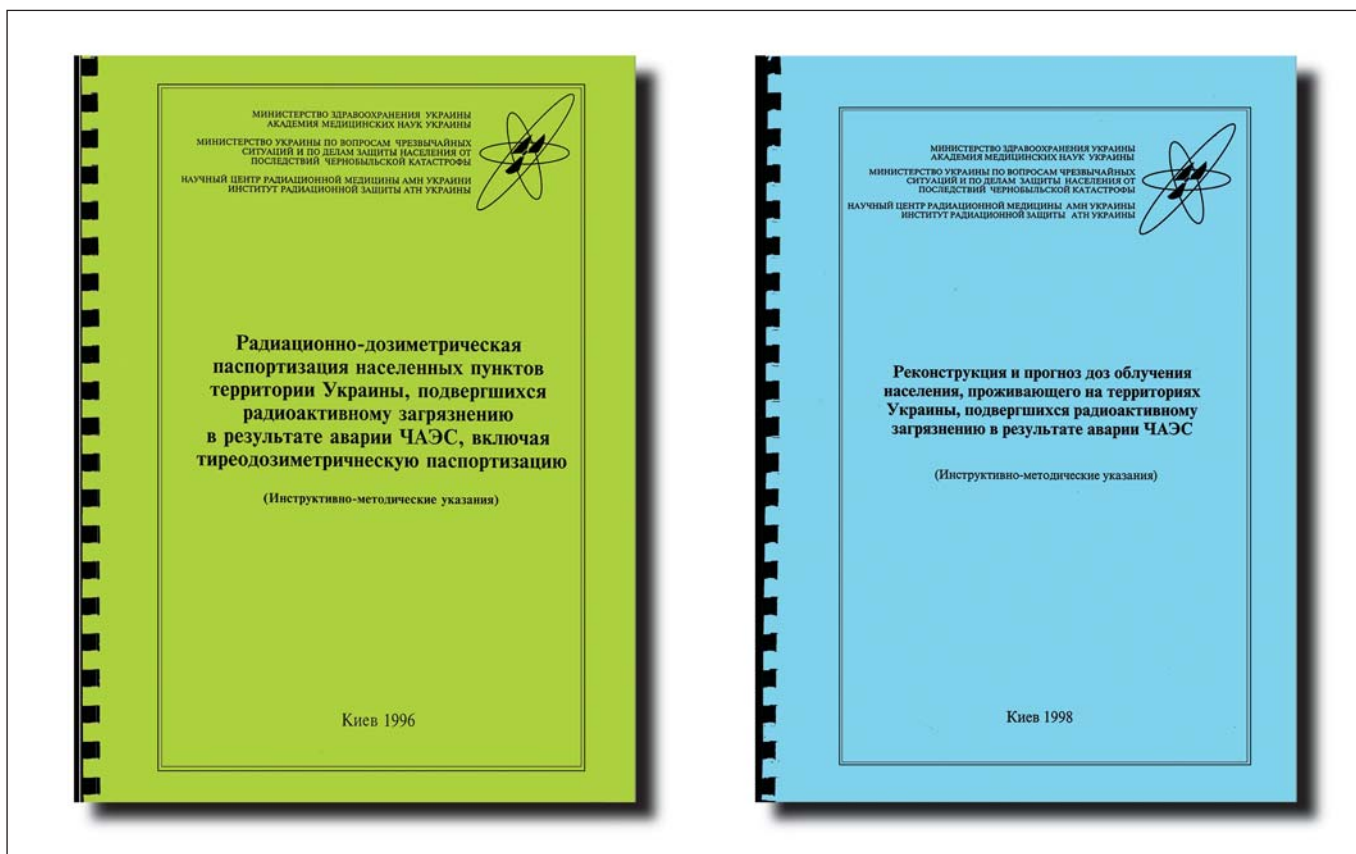 МИНИСТЕРСТВО ЗДРАВООХРАНЕНИЯ УКРАИНЫ
АКАДЕМИЯ МЕДИЦИНСКИХ НАУК УКРАИНЫ
МИНИСТЕРСТВО УКРАИНЫ ПО ВОПРОСАМ ЧРЕЗВЫЧАЙНЫХ
СИТУАЦИЙ И ПО ДЕЛАМ ЗАЩИТЫ НАСЕЛЕНИЯ ОТ
ПОСЛЕДСТВИЙ ЧЕРНОБЫЛЬСКОЙ КАТАСТРОФЫ
НАУЧНЫЙ ЦЕНТР РАДИАЦИОННОЙ МЕДИЦИНЫ АМН УКРАИНИ
ИНСТИТУТ РАДИАЦИОННОЙ ЗАЩИТЫ АТН УКРАИНЫ
Радиационно-дозиметрическая
паспортизация населенных пунктов
территории Украины, подвергшихся
радиоактивному загрязнению
в результате аварии ЧАЭС, включая
тиреодозиметричнескую паспортизацию
(Инструктивно-методические указания)
Киев 1996
МИНИСТЕРСТВО ЗДРАВООХРАНЕНИЯ УКРАИНЫ
АКАДЕМИЯ МЕДИЦИНСКИХ НАУК УКРАИНЫ
МИНИСТЕРСТВО УКРАИНЫ ПО ВОПРОСАМ ЧРЕЗВЫЧАЙНЫХ
СИТУАЦИЙ И ПО ДЕЛАМ ЗАЩИТЫ НАСЕЛЕНИЯ ОТ
ПОСЛЕДСТВИЙ ЧЕРНОБЫЛЬСКОЙ КАТАСТРОФЫ
НАУЧНЫЙ ЦЕНТР РАДИАЦИОННОЙ МЕДИЦИНЫ АМН УКРАИНЫ
ИНСТИТУТ РАДИАЦИОННОЙ ЗАЩИТЫ АТН УКРАИНЫ
Реконструкция и прогноз доз облучения
населения, проживающего на территориях
Украины, подвергшихся радиоактивному
загрязнению в результате аварии ЧАЭС
(Инструктивно-методические указания)
Киев 1998